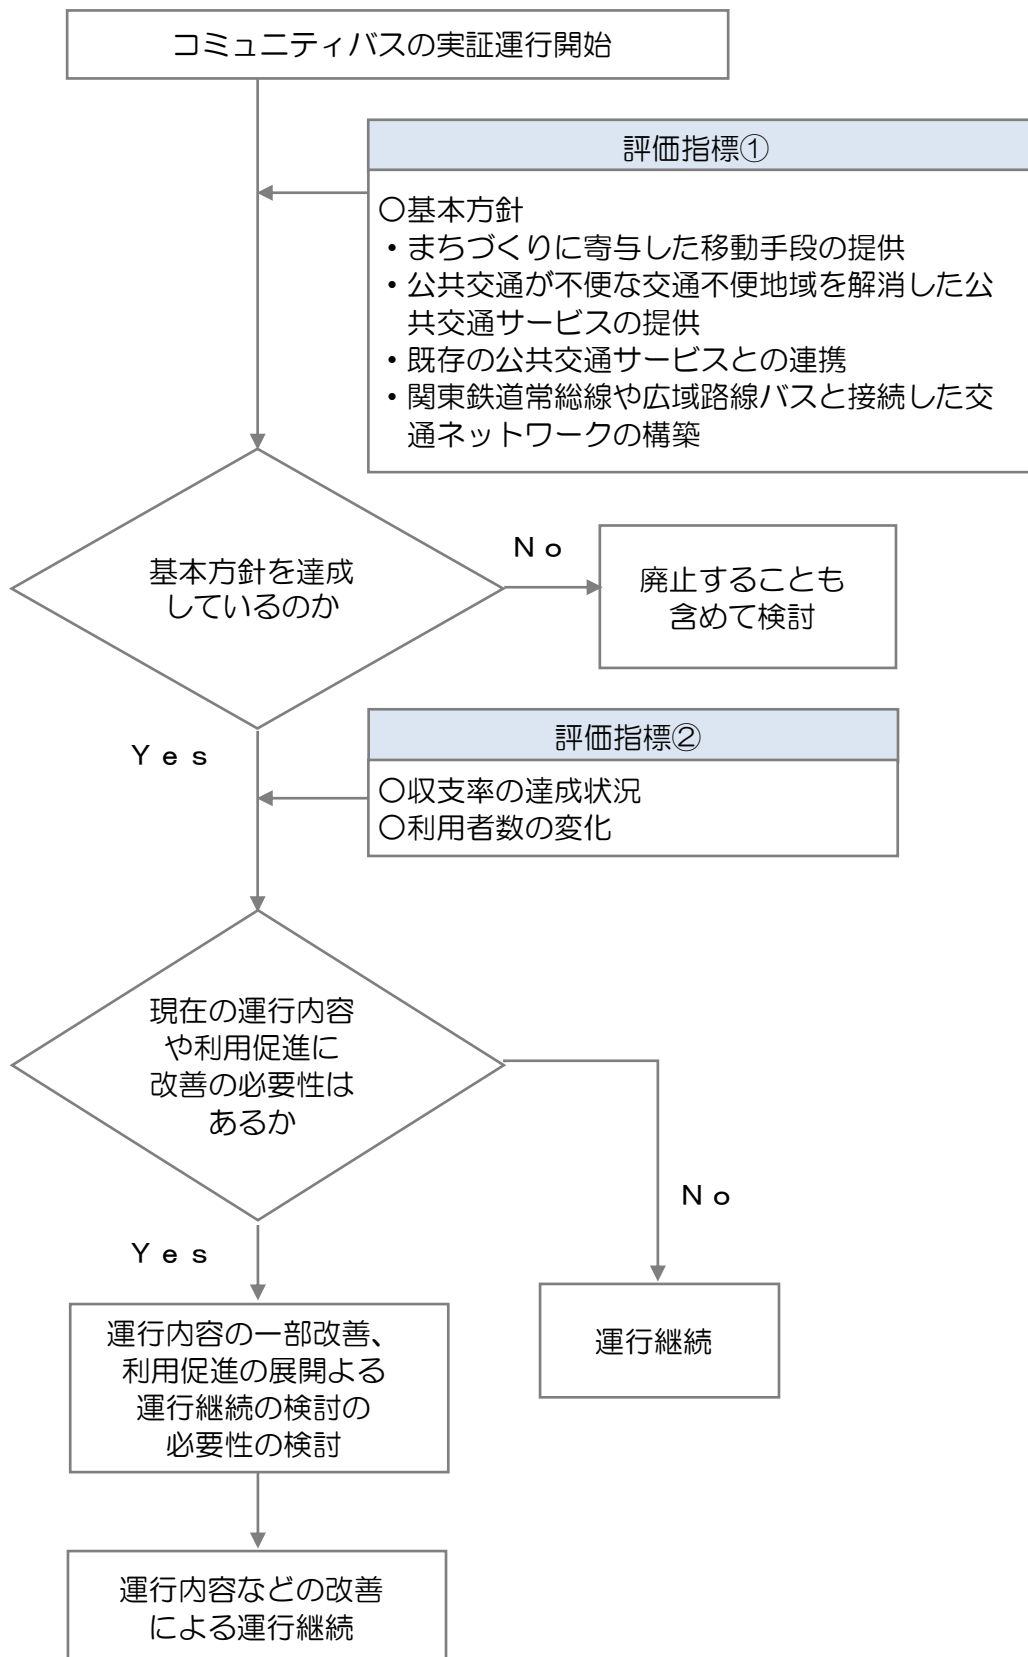 コミュニティバスの実証運行開始
評価指標①
○基本方針
・まちづくりに寄与した移動手段の提供
・公共交通が不便な交通不便地域を解消した公
共交通サービスの提供
・既存の公共交通サービスとの連携
・関東鉄道常総線や広域路線バスと接続した交
通ネットワークの構築
基本方針を達成
しているのか
No
廃止することも
含めて検討
Yes
評価指標②
○収支率の達成状況
○利用者数の変化
現在の運行内容
や利用促進に
改善の必要性は
あるか
No
Yes
運行内容の一部改善、
利用促進の展開よる
運行継続の検討の
必要性の検討
運行継続
運行内容などの改善
による運行継続